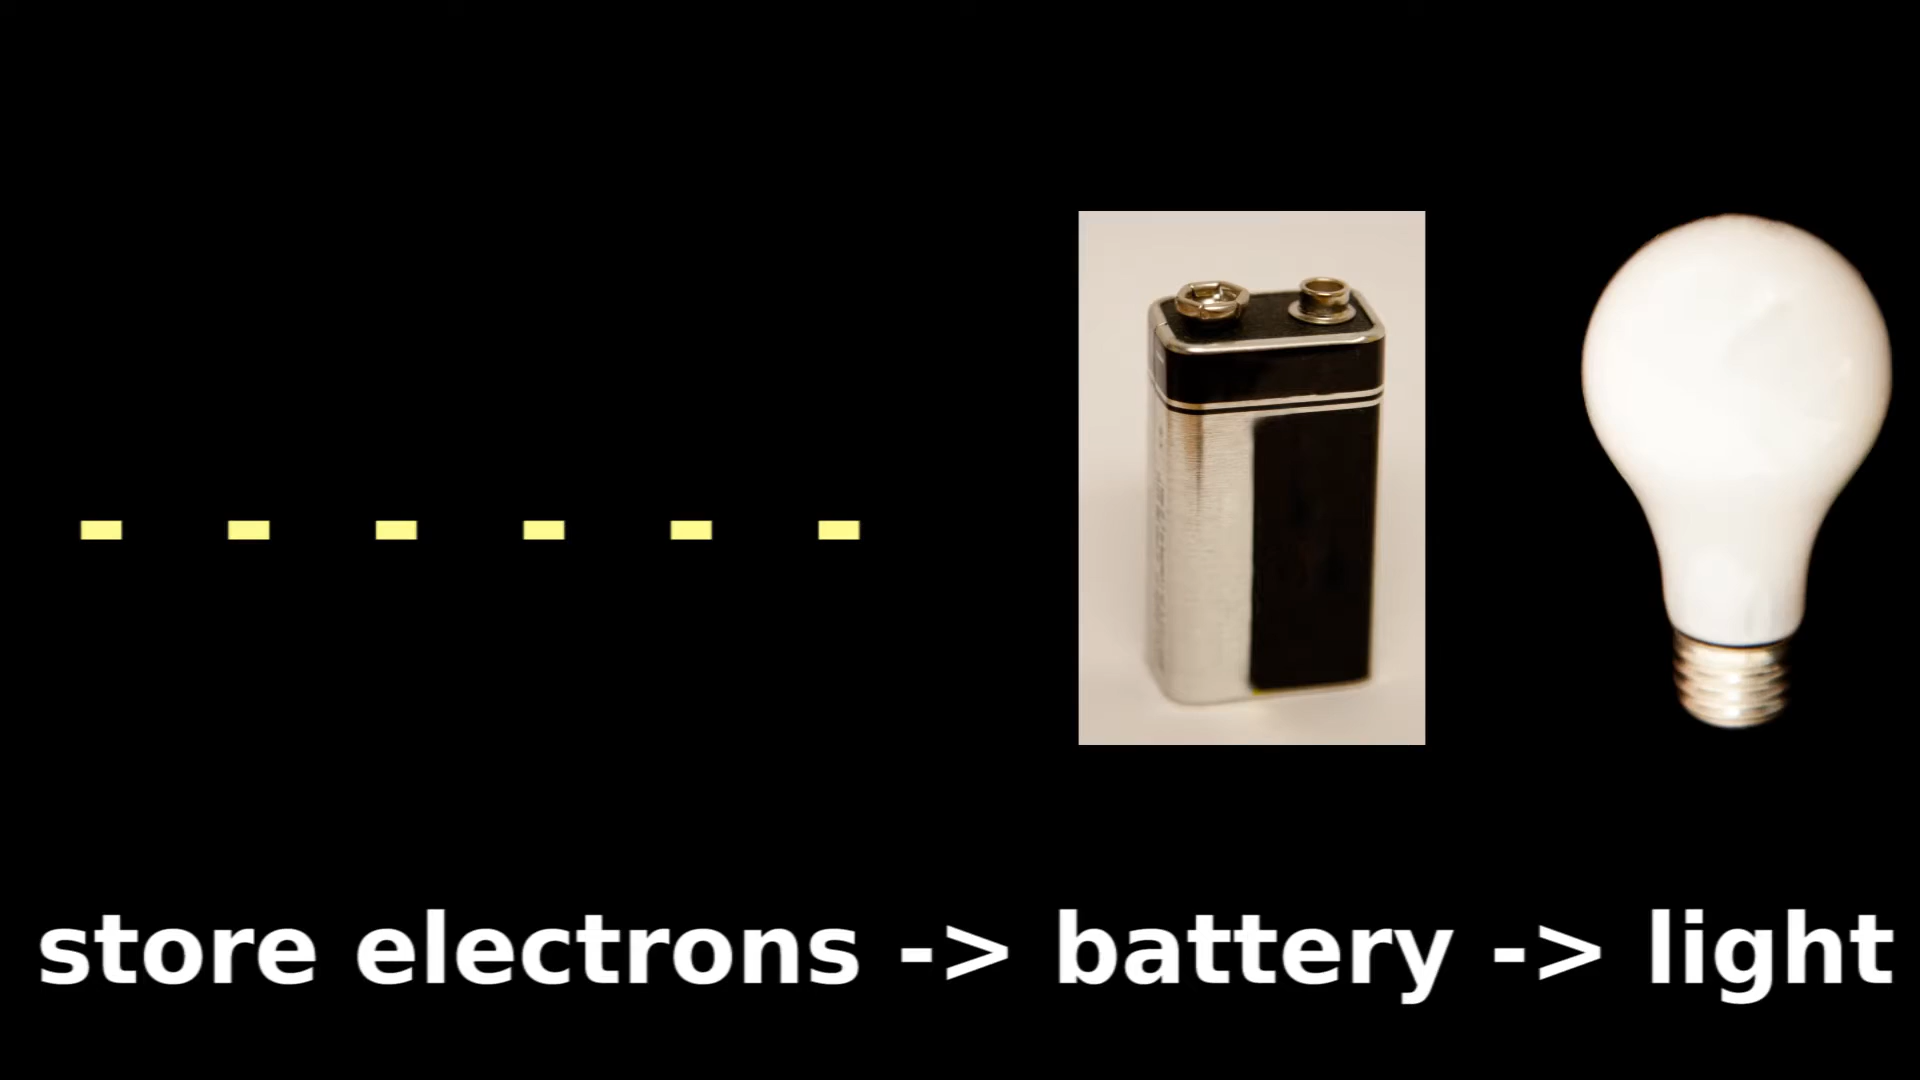 - - - - - -
store electrons -> battery -> light